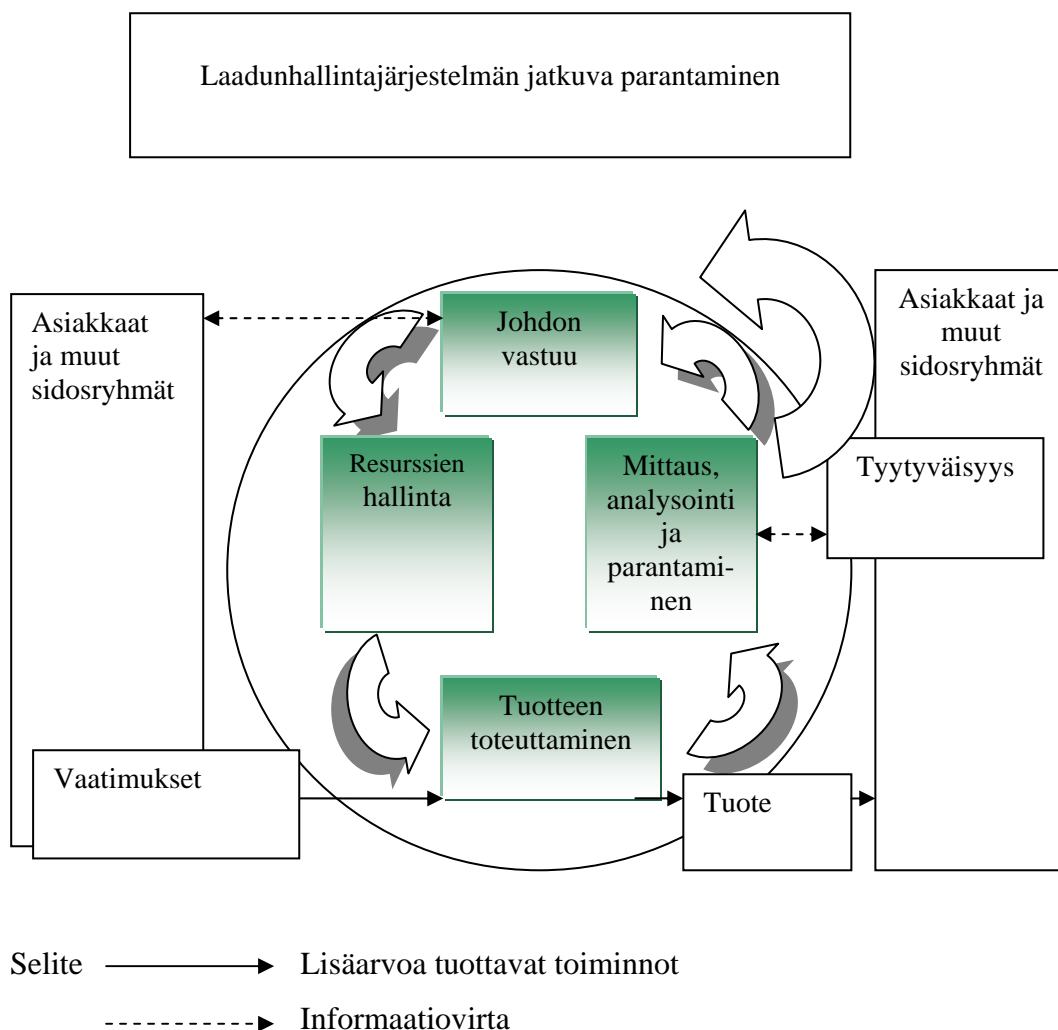 Laadunhallintajärjestelmän jatkuva parantaminen
Asiakkaat
ja muut
sidosryhmät
Johdon
vastuu
Asiakkaat ja
muut
sidosryhmät
Resurssien
hallinta
Mittaus,
analysointi
ja
parantami-
nen
Tyytyväisyys
Tuotteen
toteuttaminen
Vaatimukset
Tuote
Selite
Lisäarvoa tuottavat toiminnot
Informaatiovirta